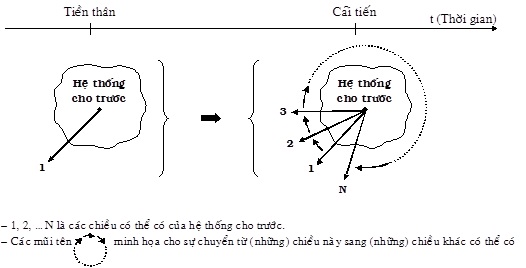 Tiền thân
Cải tiến
t (Thời gian)
Hệ thống
cho trước
1
Hệ thống
cho trước
3
2
1
N
– 1, 2, ...N là các chiều có thể có của hệ thống cho trước.
– Các mũi tên minh họa cho sự chuyển từ (những) chiều này sang (những) chiều khác có thể có